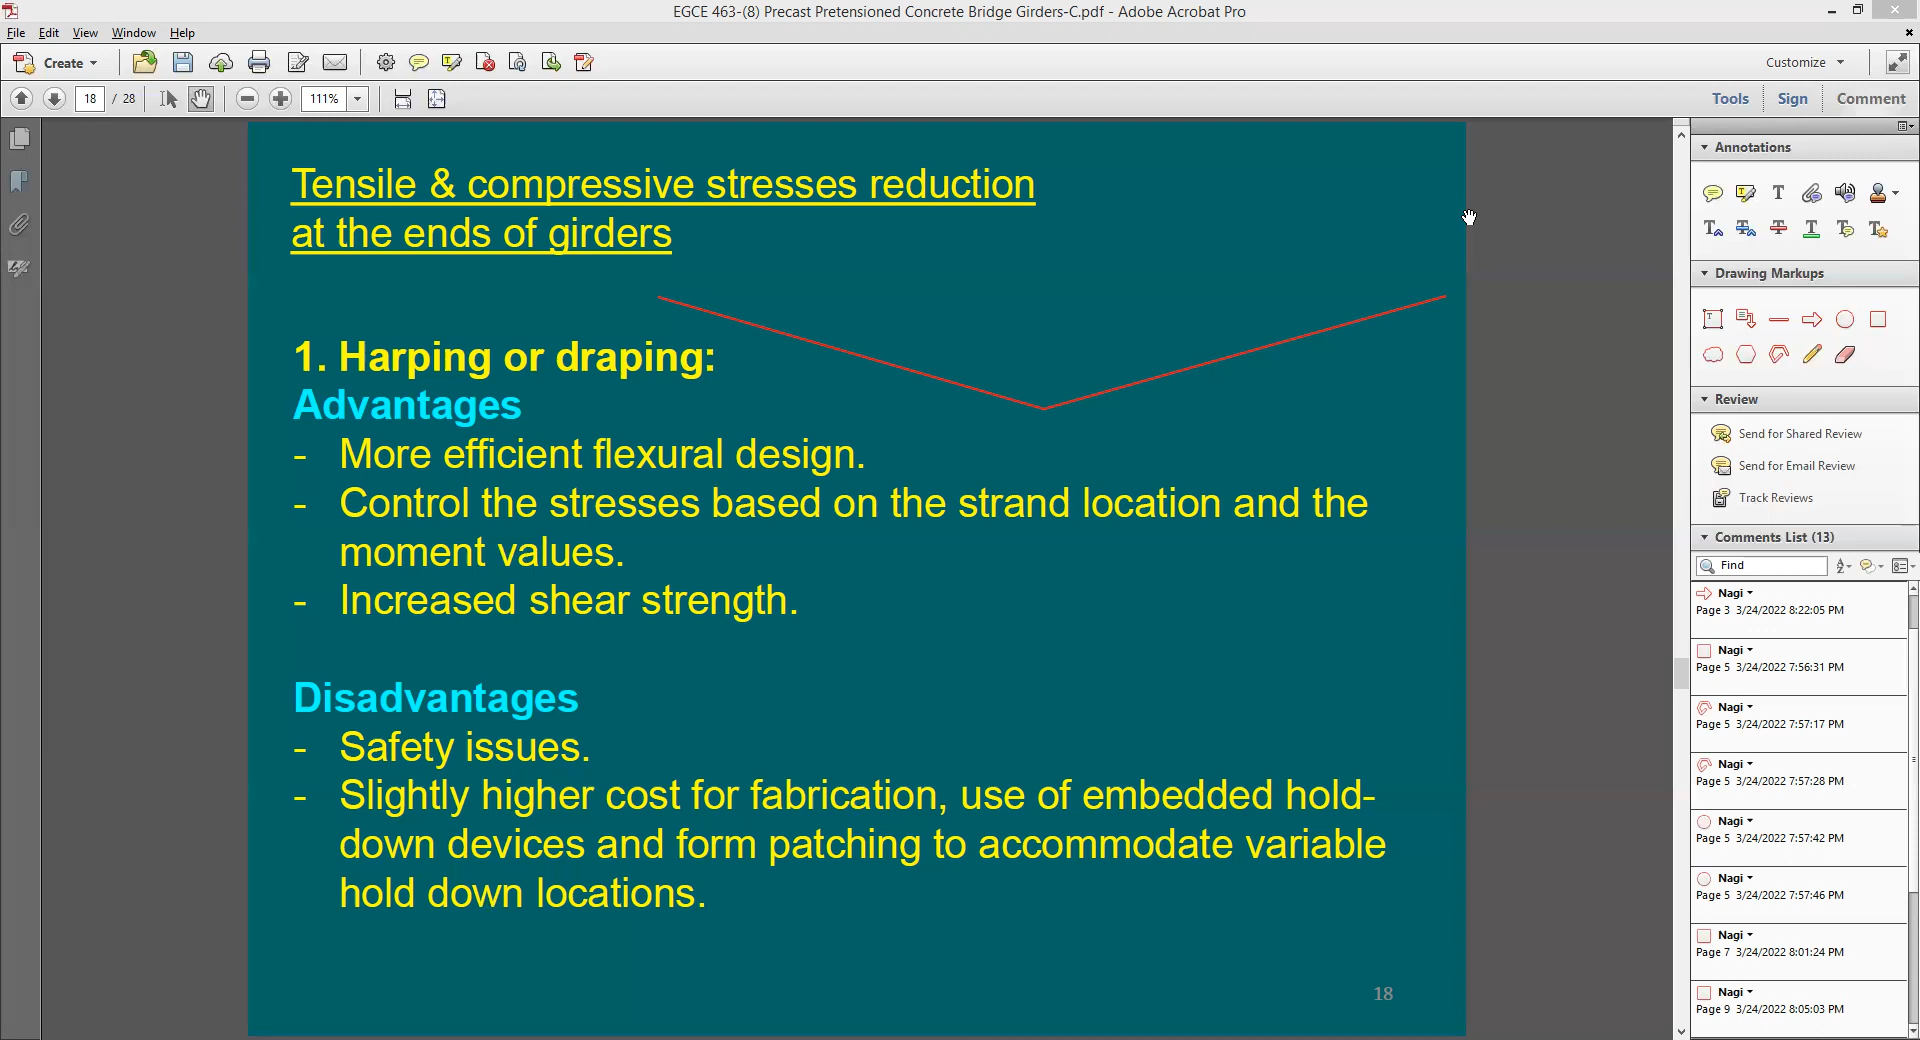 EGCE 463-(8) Precast Pretensioned Concrete Bridge Girders-C.pdf - Adobe Acrobat Pro
File Edit View Window Help
Create
Customize
18 / 28
111%
Tools Sign Comment
Tensile & compressive stresses reduction
at the ends of girders
1. Harping or draping:
Advantages
- More efficient flexural design.
- Control the stresses based on the strand location and the
moment values.
- Increased shear strength.
Disadvantages
- Safety issues.
- Slightly higher cost for fabrication, use of embedded hold-
down devices and form patching to accommodate variable
hold down locations.
18
Annotations
Drawing Markups
Review
Send for Shared Review
Send for Email Review
Track Reviews
Comments List (13)
Find
Nagi
Page 3 3/24/2022 8:22:05 PM
Nagi
Page 5 3/24/2022 7:56:31 PM
Nagi
Page 5 3/24/2022 7:57:17 PM
Nagi
Page 5 3/24/2022 7:57:28 PM
Nagi
Page 5 3/24/2022 7:57:42 PM
Nagi
Page 5 3/24/2022 7:57:46 PM
Nagi
Page 7 3/24/2022 8:01:24 PM
Nagi
Page 9 3/24/2022 8:05:03 PM